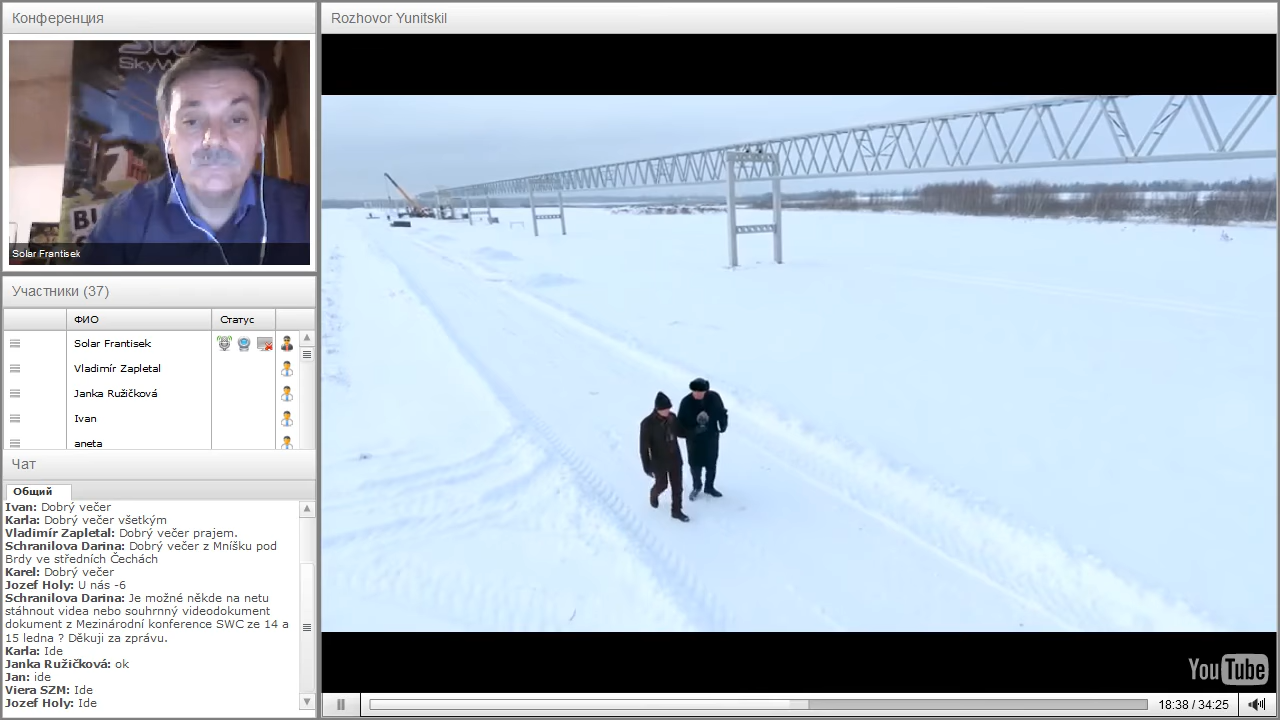 Конференция
SkyW
BU
Solar Frantisek
Участники (37)
ФИО Статус
Solar Frantisek
Vladimír Zapletal
Janka Ružičková
Ivan
aneta
Чат
Общий
Ivan: Dobrý večer
Karla: Dobrý večer všetkým
Vladimír Zapletal: Dobrý večer prajem.
Schranilova Darina: Dobrý večer z Mníšku pod
Brdy ve středních Čechách
Karel: Dobrý večer
Jozef Holy: U nás -6
Schranilova Darina: Je možné někde na netu
stáhnout videa nebo souhrnný videodokument
dokument z Mezinárodní konference SWC ze 14 a
15 ledna ? Děkuji za zprávu.
Karla: Ide
Janka Ružičková: ok
Jan: ide
Viera SZM: Ide
Jozef Holy: Ide
Rozhovor Yunitskil
YouTube
18:38 / 34:25